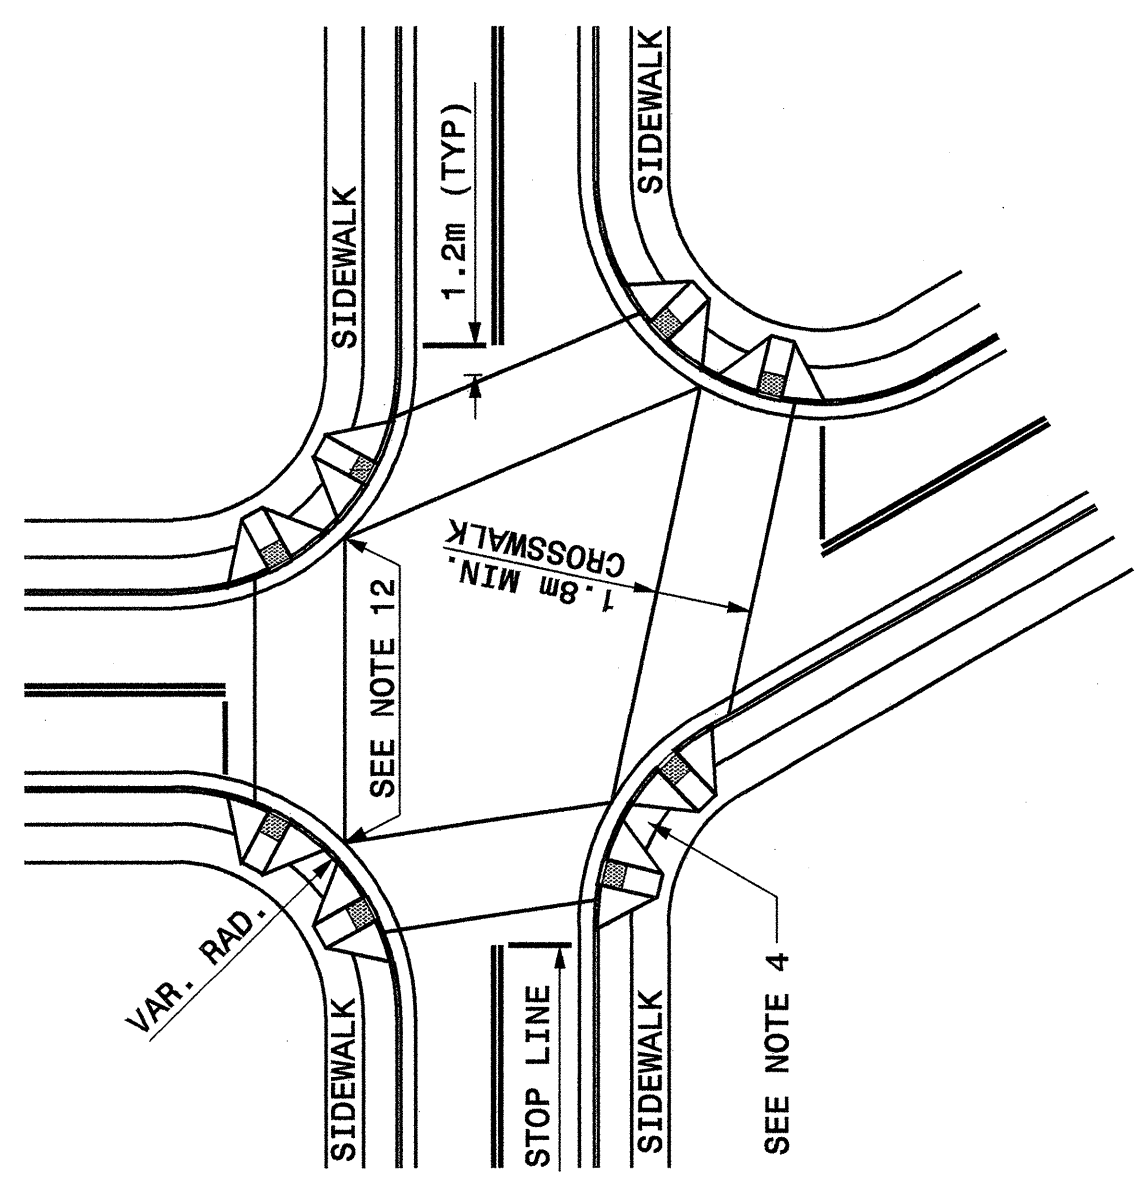 SIDEWALK
SIDEWALK
1.2m (TYP)
1.8m MIN.
CROSSWALK
SEE NOTE 12
VAR. RAD.
SIDEWALK
STOP LINE
SIDEWALK
SEE NOTE 4